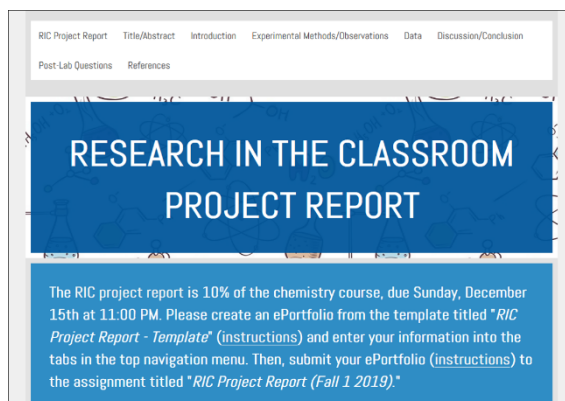 RIC Project Report Title/Abstract Introduction Experimental Methods/Observations Data Discussion/Conclusion
Post-Lab Questions References
RESEARCH IN THE CLASSROOM
PROJECT REPORT
The RIC project report is 10% of the chemistry course, due Sunday, December
15th at 11:00 PM. Please create an ePortfolio from the template titled "RIC
Project Report - Template" (instructions) and enter your information into the
tabs in the top navigation menu. Then, submit your ePortfolio (instructions) to
the assignment titled "RIC Project Report (Fall 1 2019)."